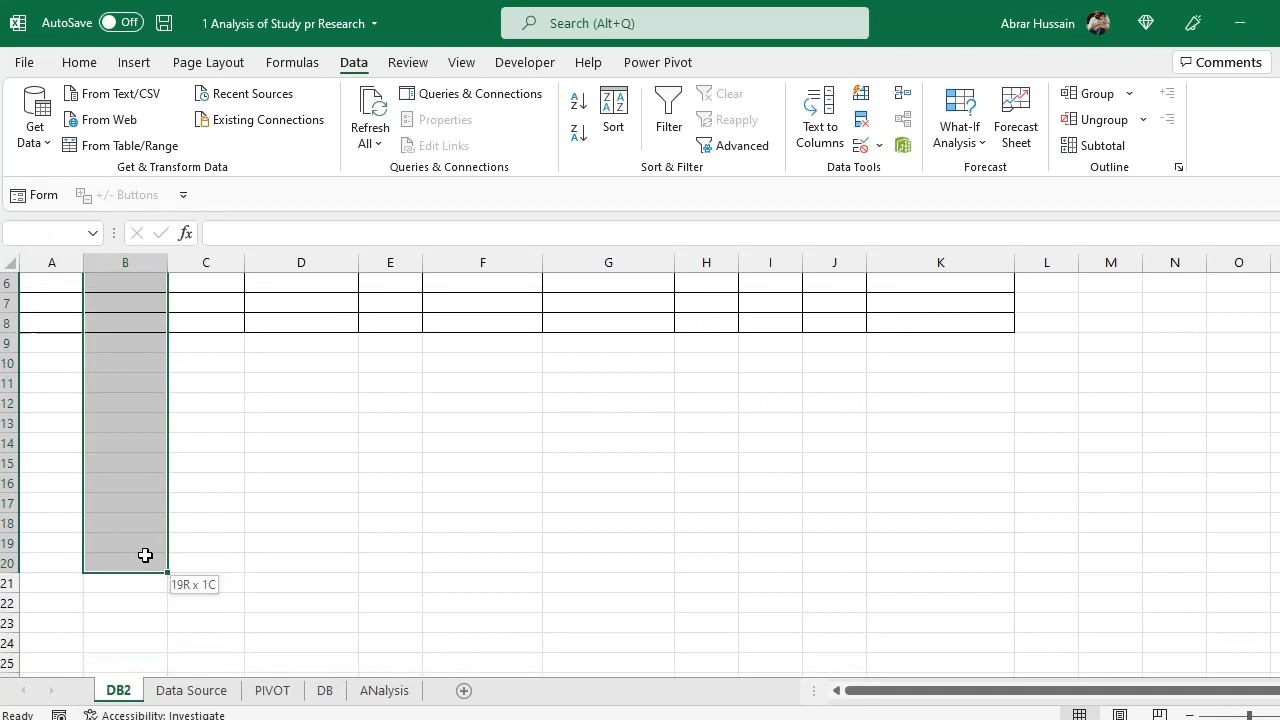 AutoSave Off 1 Analysis of Study pr Research Search (Alt+Q) Abrar Hussain
File Home Insert Page Layout Formulas Data Review View Developer Help Power Pivot Comments
Get Data
From Text/CSV
From Web
From Table/Range
Recent Sources
Existing Connections
Get & Transform Data
Refresh All
Queries & Connections
Properties
Edit Links
Queries & Connections
Sort
Filter
Clear
Reapply
Advanced
Sort & Filter
Text to Columns
Data Tools
What-If Analysis
Forecast Sheet
Forecast
Group
Ungroup
Subtotal
Outline
Form +/- Buttons
fx
A B C D E F G H I J K L M N O
6
7
8
9
10
11
12
13
14
15
16
17
18
19
20
19R x 1C
21
22
23
24
25
DB2 Data Source PIVOT DB ANalysis
Ready Accessibility: Investigate